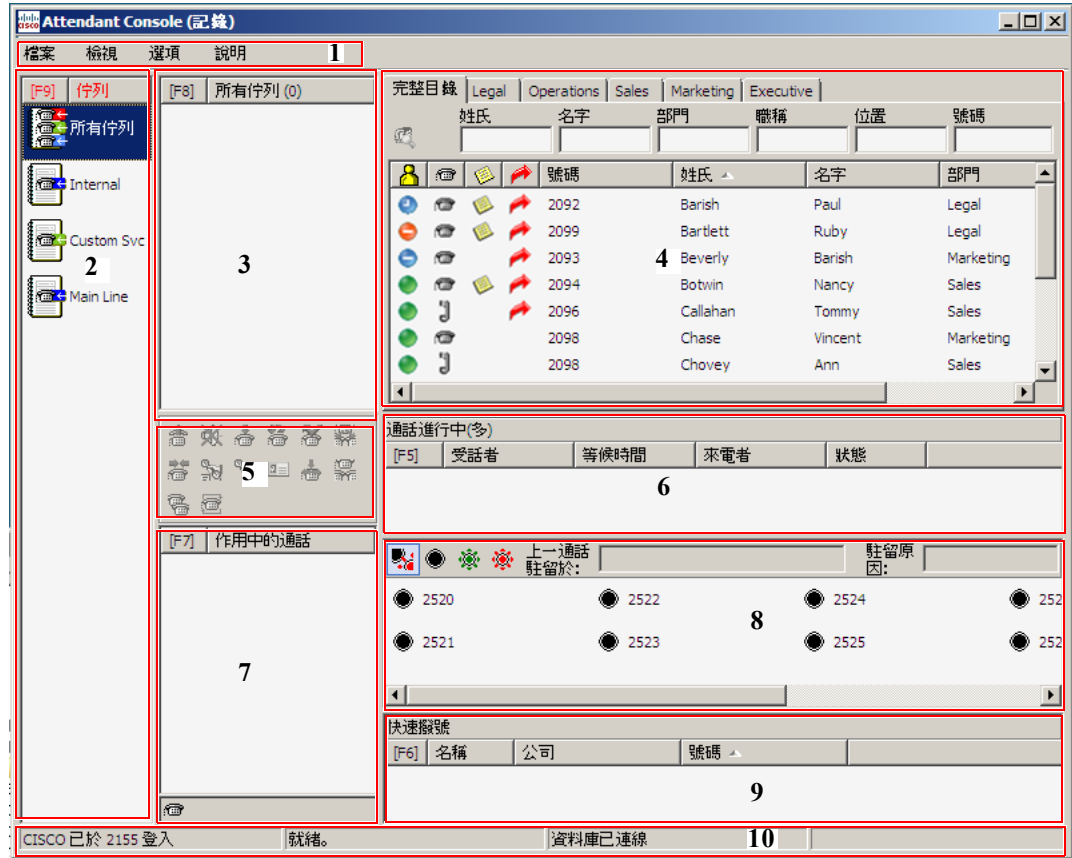 cisco Attendant Console (記錄)
檔案 檢視 選項 說明 1
[F9] 佇列
所有佇列
Internal
Custom Svc
2
Main Line
[F8] 所有佇列 (0)
3
完整目錄 Legal Operations Sales Marketing Executive
姓氏 名字 部門 職稱 位置 號碼
號碼 姓氏 名字 部門
2092 Barish Paul Legal
2099 Bartlett Ruby Legal
2093 Beverly Barish Marketing
4
2094 Botwin Nancy Sales
2096 Callahan Tommy Sales
2098 Chase Vincent Marketing
2098 Chovey Ann Sales
5
通話進行中(多)
[F5] 受話者 等候時間 來電者 狀態
6
[F7] 作用中的通話
7
上一通話
駐留於:
駐留原
因:
2520 2522 2524 252
8
2521 2523 2525 252
快速撥號
[F6] 名稱 公司 號碼
9
CISCO 已於 2155 登入 就緒。 資料庫已連線 10